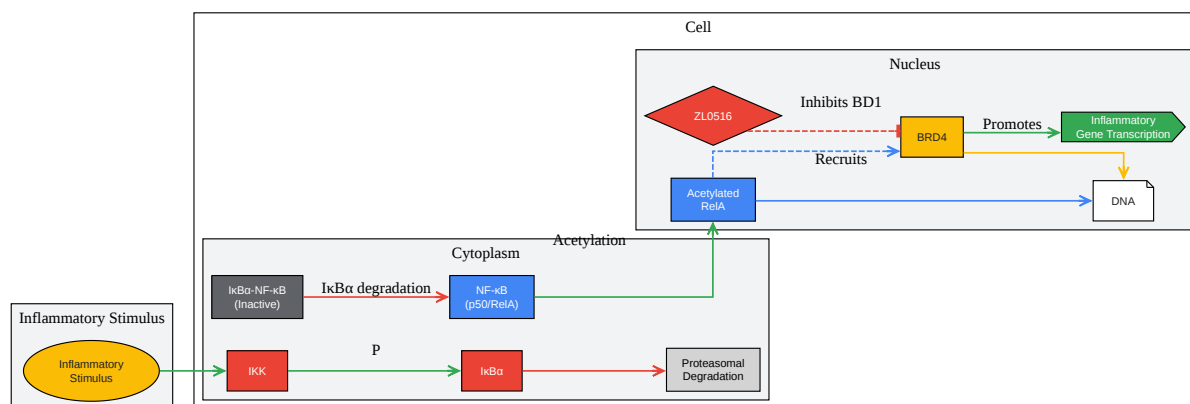 Cell
Nucleus
ZL0516
Inhibits BD1
BRD4
Promotes
Inflammatory
Gene Transcription
Recruits
Acetylated
RelA
DNA
Acetylation
Cytoplasm
IκBα-NF-κB
(Inactive)
IκBα degradation
NF-κB
(p50/RelA)
Inflammatory Stimulus
Inflammatory
Stimulus
IKK
P
IκBα
Proteasomal
Degradation